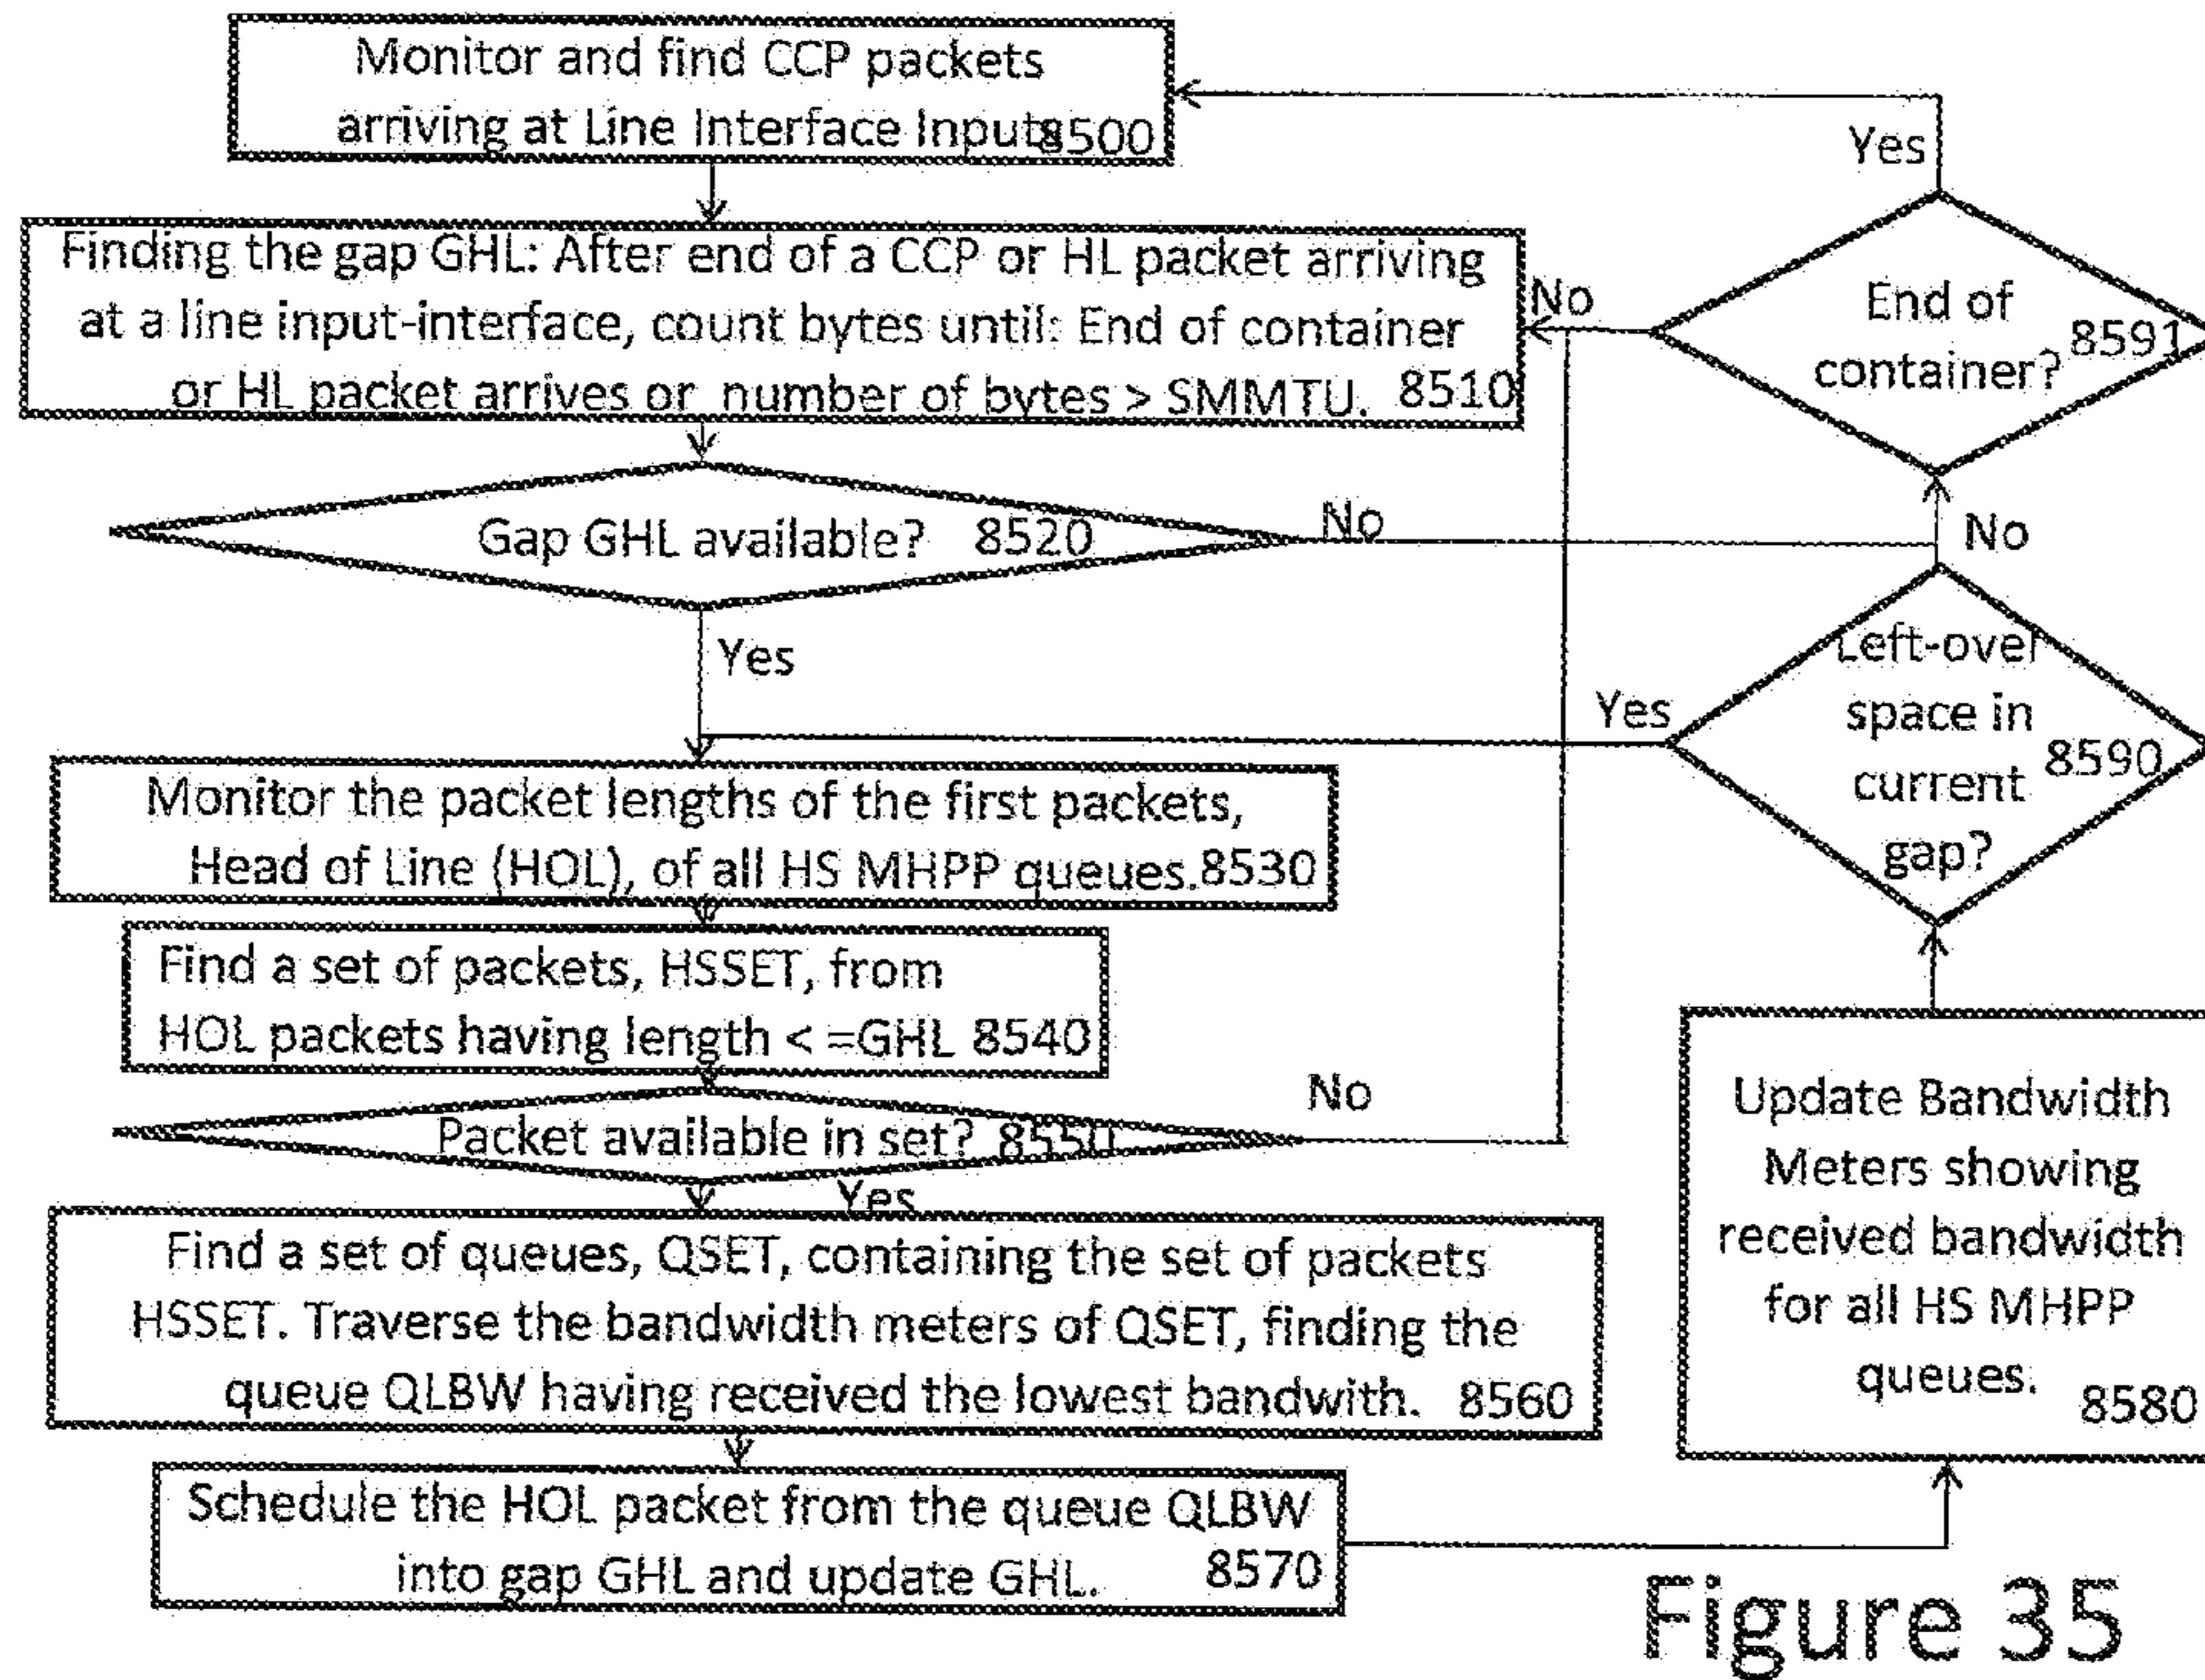 Monitor and find CCP packets
arriving at Line Interface Inputs 8500
Finding the gap GHL: After end of a CCP or HL packet arriving
at a line input-interface, count bytes until: End of container
or HL packet arrives or number of bytes > SMMTU. 8510
Gap GHL available? 8520
No
Yes
Monitor the packet lengths of the first packets,
Head of Line (HOL), of all HS MHPP queues. 8530
Find a set of packets, HSSET, from
HOL packets having length < =GHL 8540
Packet available in set? 8550
No
Yes
Find a set of queues, QSET, containing the set of packets
HSSET. Traverse the bandwidth meters of QSET, finding the
queue QLBW having received the lowest bandwith. 8560
Schedule the HOL packet from the queue QLBW
into gap GHL and update GHL. 8570
Update Bandwidth
Meters showing
received bandwidth
for all HS MHPP
queues. 8580
Left-over
space in
current 8590
gap?
Yes
No
End of
container? 8591
No
Yes
Figure 35